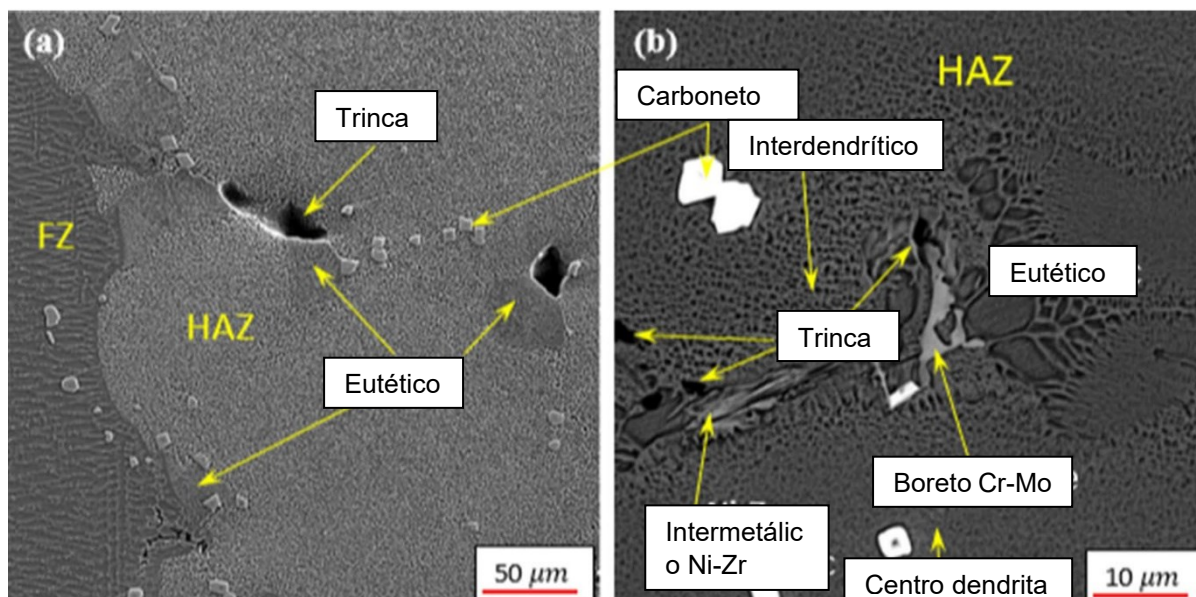 (a)
Trinca
FZ
HAZ
Eutético
50 μm
(b)
HAZ
Carboneto
Interdendrítico
Eutético
Trinca
Boreto Cr-Mo
Intermetálic
o Ni-Zr
Centro dendrita
10 μm